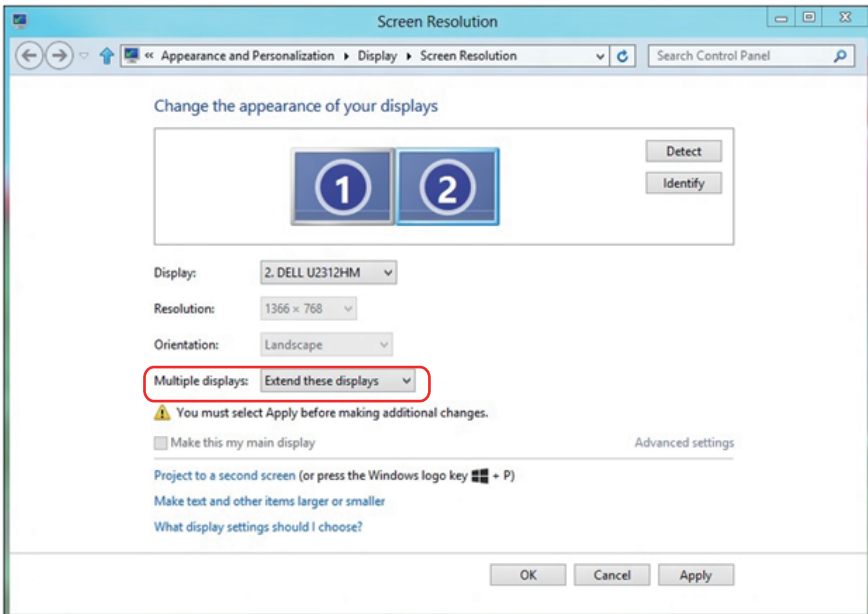 Screen Resolution
« Appearance and Personalization Display Screen Resolution Search Control Panel
Change the appearance of your displays
1 2
Detect
Identify
Display: 2. DELL U2312HM
Resolution: 1366 × 768
Orientation: Landscape
Multiple displays: Extend these displays
You must select Apply before making additional changes.
Make this my main display Advanced settings
Project to a second screen (or press the Windows logo key + P)
Make text and other items larger or smaller
What display settings should I choose?
OK Cancel Apply